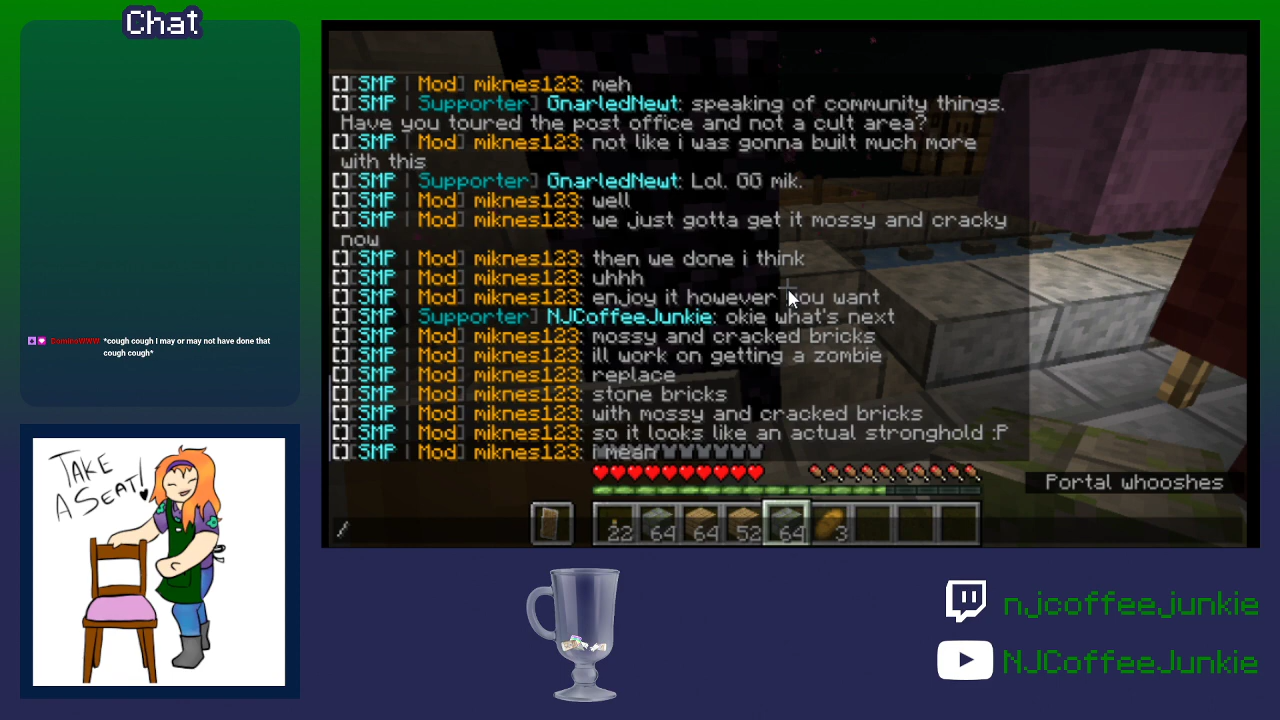 Chat
[][SMP | Mod] miknes123: meh
[][SMP | Supporter] GnarledNewt: speaking of community things.
Have you toured the post office and not a cult area?
[][SMP | Mod] miknes123: not like i was gonna built much more
with this
[][SMP | Supporter] GnarledNewt: Lol. GG mik.
[][SMP | Mod] miknes123: well
[][SMP | Mod] miknes123: we just gotta get it mossy and cracky
now
[][SMP | Mod] miknes123: then we done i think
[][SMP | Mod] miknes123: uhhh
[][SMP | Mod] miknes123: enjoy it however you want
[][SMP | Supporter] NJCoffeeJunkie: okie what's next
[][SMP | Mod] miknes123: mossy and cracked bricks
[][SMP | Mod] miknes123: ill work on getting a zombie
[][SMP | Mod] miknes123: replace
[][SMP | Mod] miknes123: stone bricks
[][SMP | Mod] miknes123: with mossy and cracked bricks
[][SMP | Mod] miknes123: so it looks like an actual stronghold :P
[][SMP | Mod] miknes123: i mean
DominoWWW: *cough cough I may or may not have done that
cough cough*
Portal whooshes
22 64 64 52 64 3
/
TAKE
A SEAT!
njcoffeejunkie
NJCoffeeJunkie